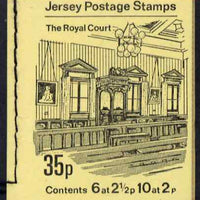 Jersey Postage Stamps
The Royal Court
35p
Contents 6 at 2½p 10 at 2p